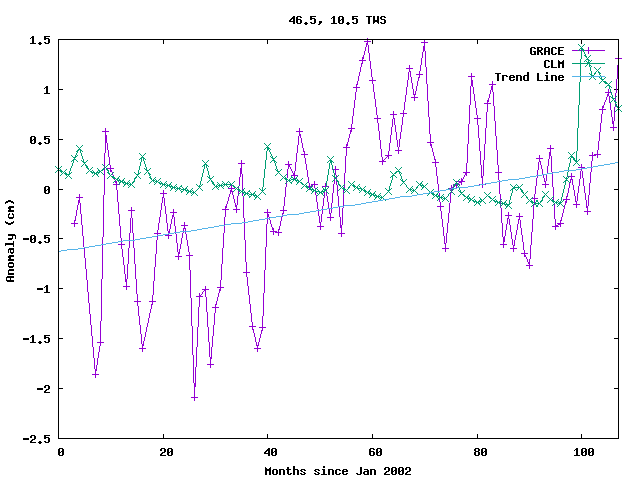 46.5, 10.5 TWS
GRACE
CLM
Trend Line
1.5
1
0.5
0
-0.5
-1
-1.5
-2
-2.5
Anomaly (cm)
0 20 40 60 80 100
Months since Jan 2002